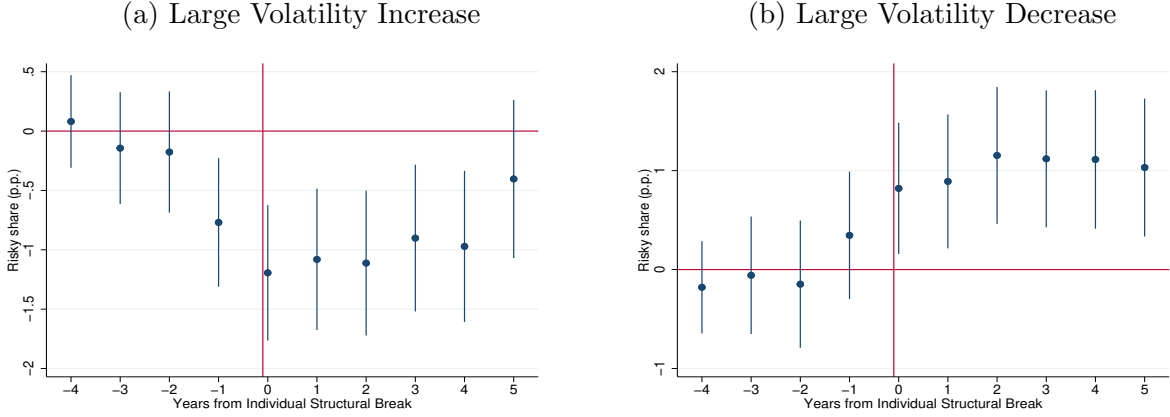 (a) Large Volatility Increase
Risky share (p.p.)
.5
0
-.5
-1
-1.5
-2
-4 -3 -2 -1 0 1 2 3 4 5
Years from Individual Structural Break
(b) Large Volatility Decrease
Risky share (p.p.)
2
1
0
-1
-4 -3 -2 -1 0 1 2 3 4 5
Years from Individual Structural Break